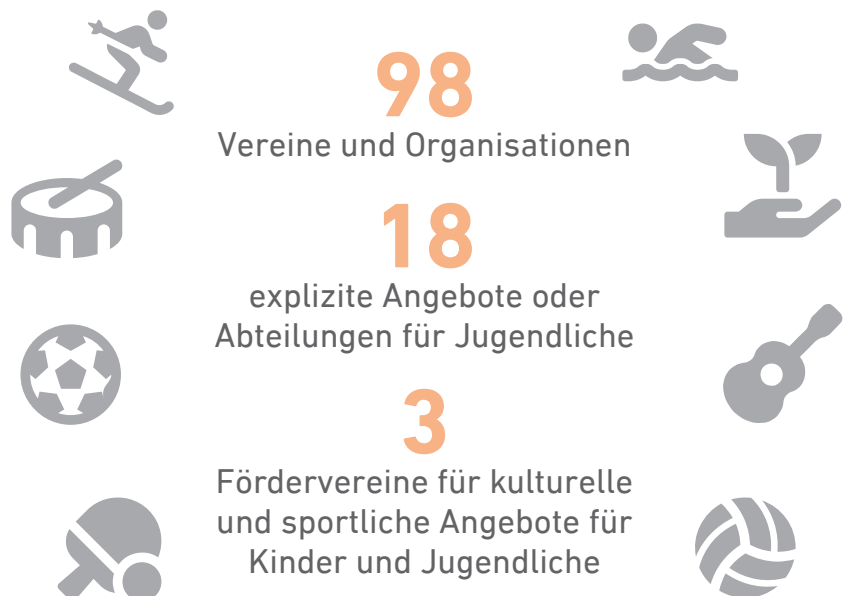 98
Vereine und Organisationen
18
explizite Angebote oder
Abteilungen für Jugendliche
3
Fördervereine für kulturelle
und sportliche Angebote für
Kinder und Jugendliche